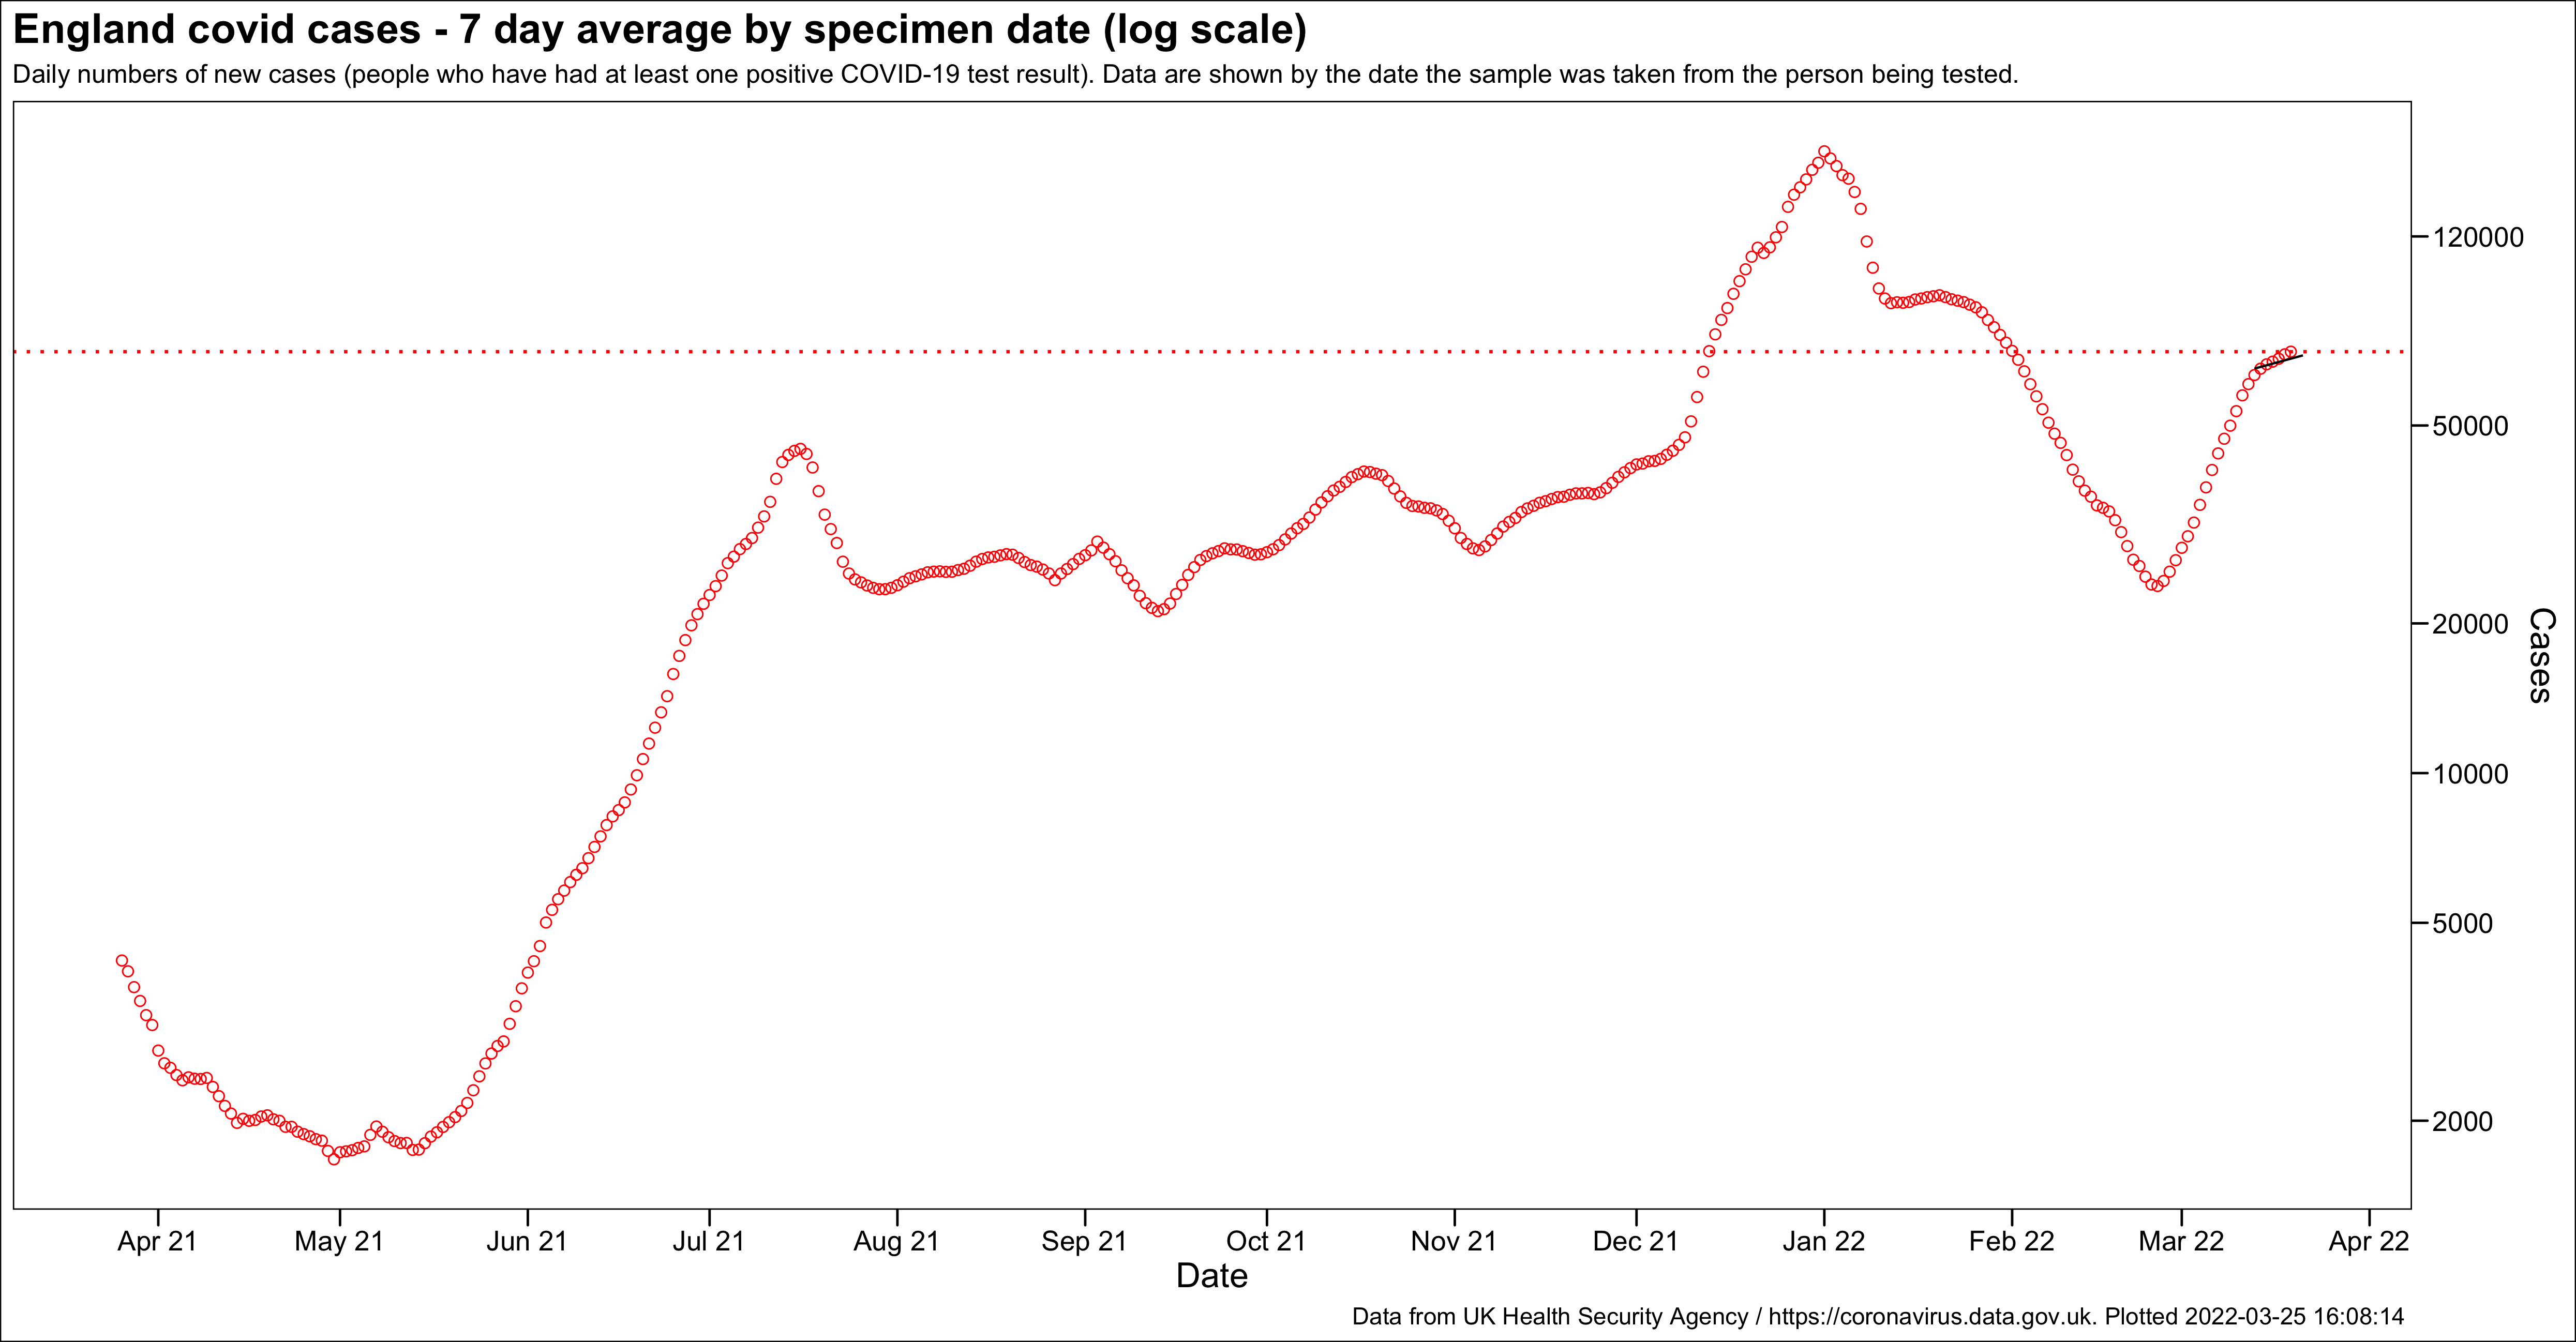 England covid cases - 7 day average by specimen date (log scale)
Daily numbers of new cases (people who have had at least one positive COVID-19 test result). Data are shown by the date the sample was taken from the person being tested.
120000
50000
20000
10000
5000
2000
Cases
Apr 21 May 21 Jun 21 Jul 21 Aug 21 Sep 21 Oct 21 Nov 21 Dec 21 Jan 22 Feb 22 Mar 22 Apr 22
Date
Data from UK Health Security Agency / https://coronavirus.data.gov.uk. Plotted 2022-03-25 16:08:14